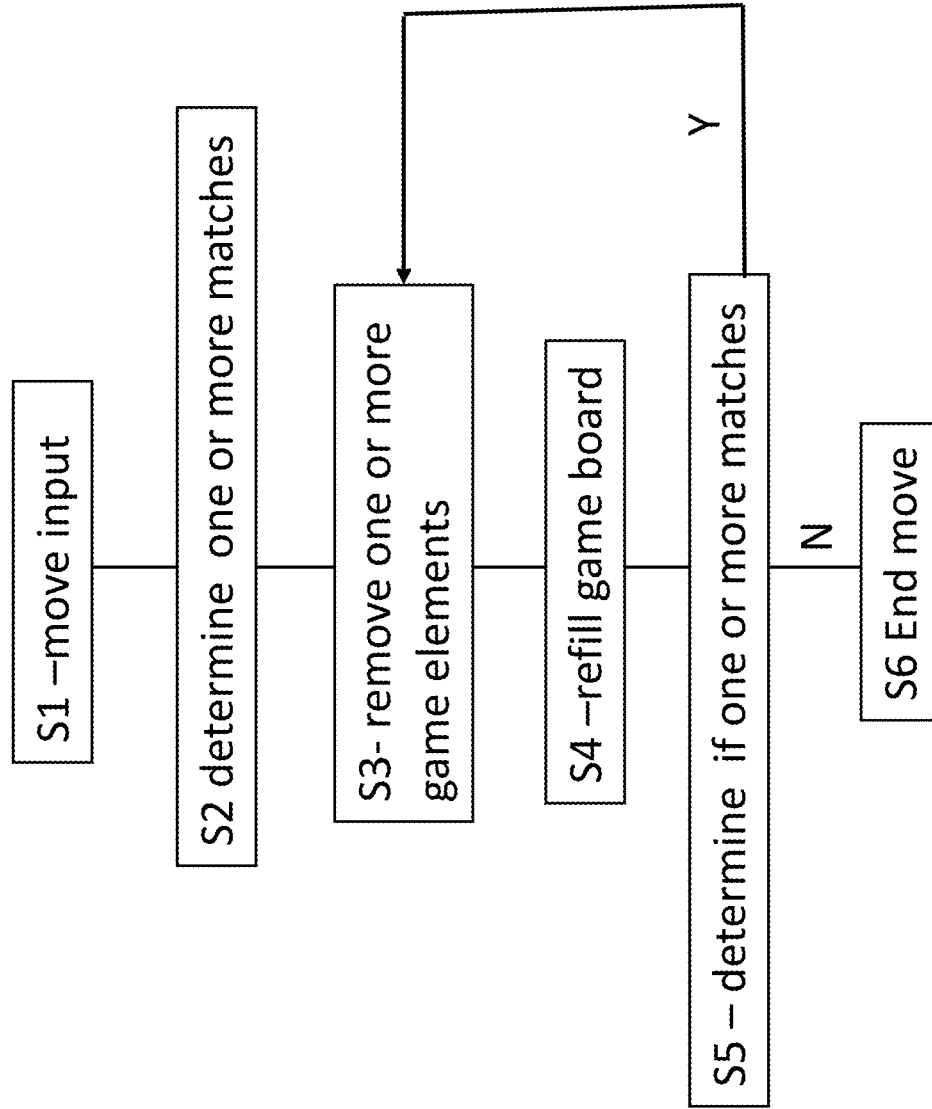 S1 –move input
S2 determine one or more matches
S3- remove one or more
game elements
S4 –refill game board
S5 – determine if one or more matches
Y
N
S6 End move